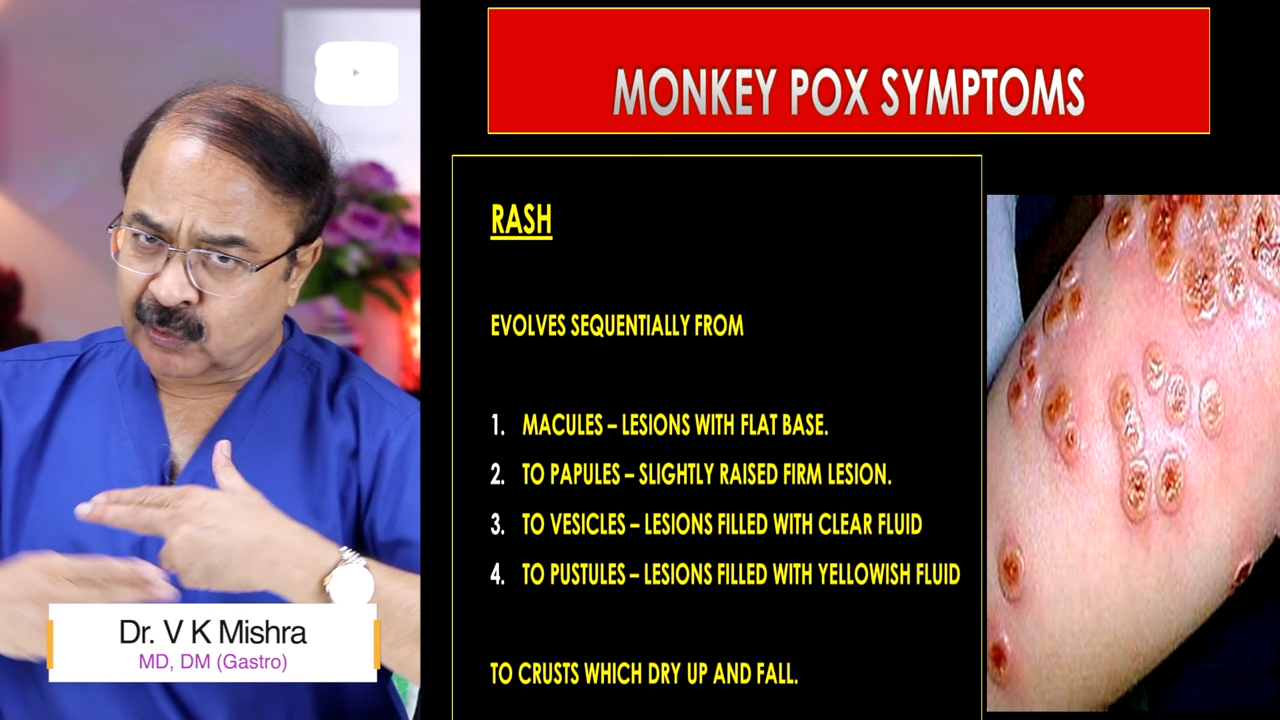 MONKEY POX SYMPTOMS
RASH
EVOLVES SEQUENTIALLY FROM
1. MACULES – LESIONS WITH FLAT BASE.
2. TO PAPULES – SLIGHTLY RAISED FIRM LESION.
3. TO VESICLES – LESIONS FILLED WITH CLEAR FLUID
4. TO PUSTULES – LESIONS FILLED WITH YELLOWISH FLUID
TO CRUSTS WHICH DRY UP AND FALL.
Dr. V K Mishra
MD, DM (Gastro)